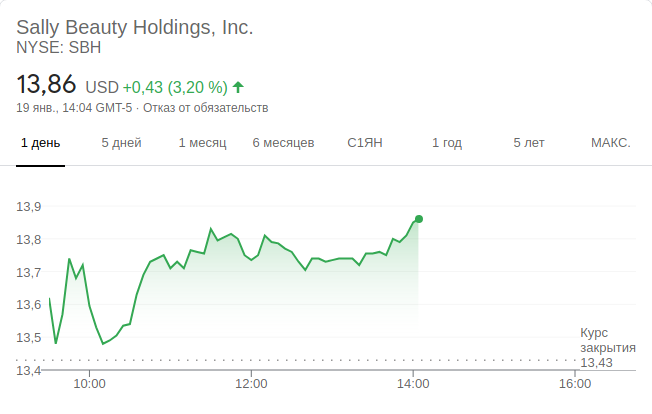 Sally Beauty Holdings, Inc.
NYSE: SBH
13,86 USD +0,43 (3,20 %)
19 янв., 14:04 GMT-5 · Отказ от обязательств
1 день 5 дней 1 месяц 6 месяцев С1ЯН 1 год 5 лет МАКС.
13,9
13,8
13,7
13,6
13,5
13,4
Курс
закрытия
13,43
10:00 12:00 14:00 16:00